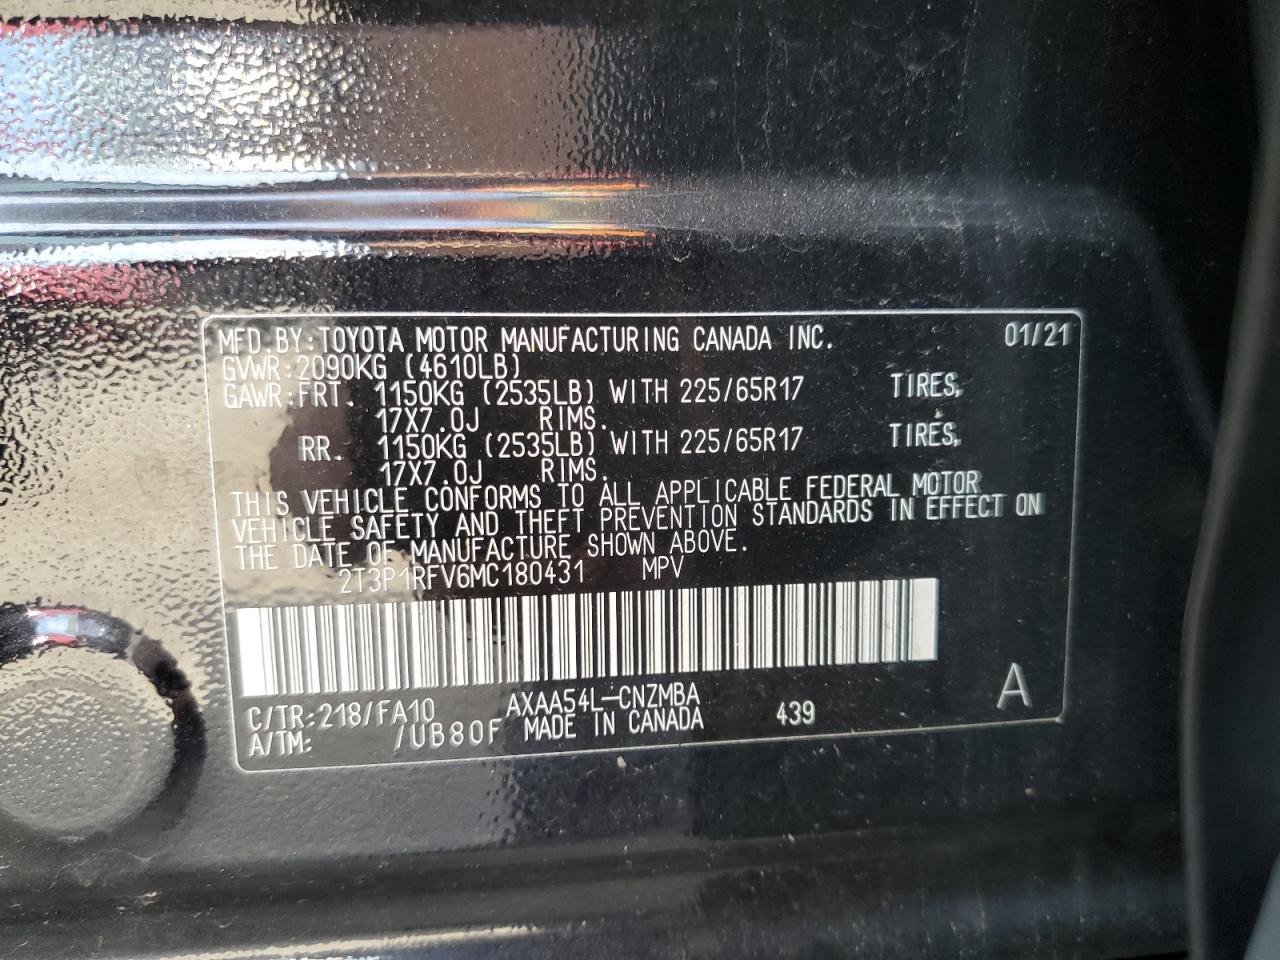 MFD.BY:TOYOTA MOTOR MANUFACTURING CANADA INC. 01/21
GVWR:2090KG (4610LB)
GAWR:FRT. 1150KG (2535LB) WITH 225/65R17 TIRES,
17X7.0J RIMS.
RR. 1150KG (2535LB) WITH 225/65R17 TIRES,
17X7.0J RIMS.
THIS VEHICLE CONFORMS TO ALL APPLICABLE FEDERAL MOTOR
VEHICLE SAFETY AND THEFT PREVENTION STANDARDS IN EFFECT ON
THE DATE OF MANUFACTURE SHOWN ABOVE.
2T3P1RFV6MC180431 MPV
C/TR:218/FA10 AXAA54L-CNZMBA
A/TM: /UB80F MADE IN CANADA 439
A